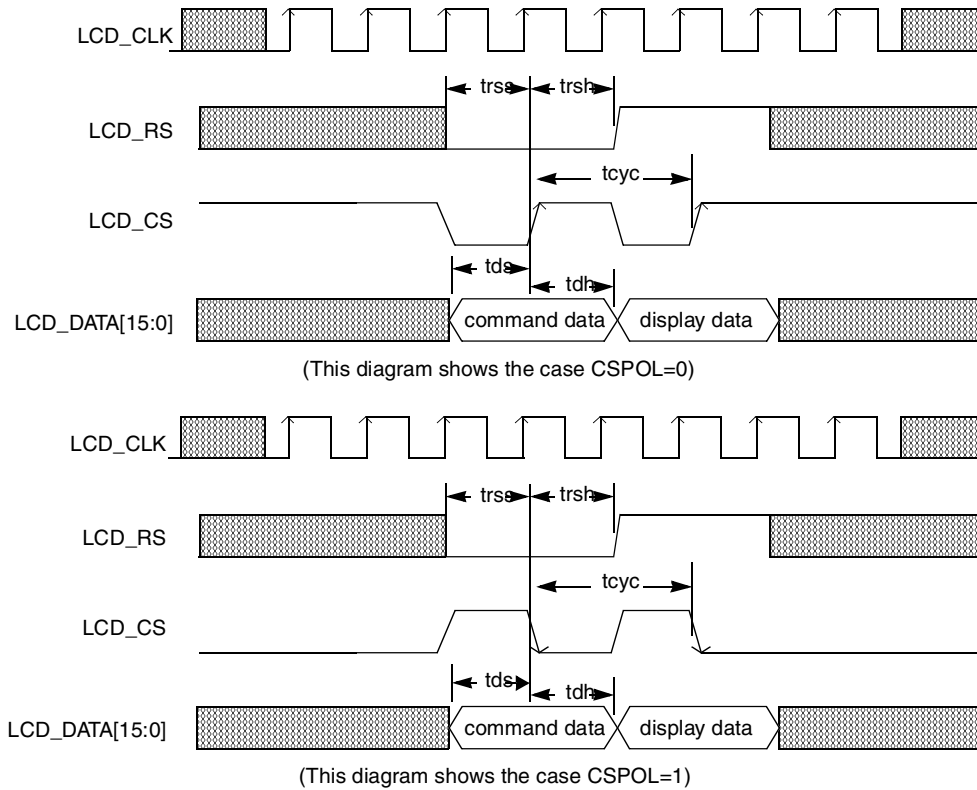 LCD_CLK
trss
trsh
LCD_RS
tcyc
LCD_CS
tds
tdh
LCD_DATA[15:0]
command data
display data
(This diagram shows the case CSPOL=0)
LCD_CLK
trss
trsh
LCD_RS
tcyc
LCD_CS
tds
tdh
LCD_DATA[15:0]
command data
display data
(This diagram shows the case CSPOL=1)